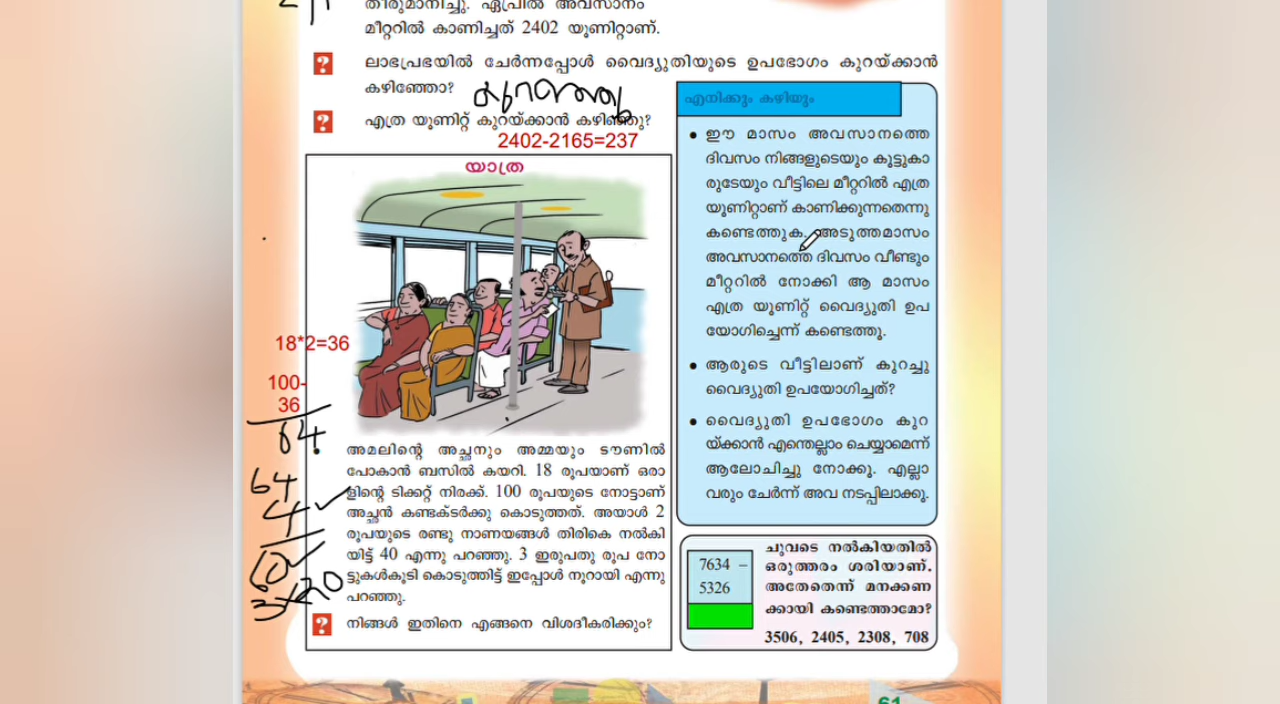 തീരുമാനിച്ചു. ഏപ്രിൽ അവസാനം
മീറ്ററിൽ കാണിച്ചത് 2402 യൂണിറ്റാണ്.
? ലാഭപ്രഭയിൽ ചേർന്നപ്പോൾ വൈദ്യുതിയുടെ ഉപഭോഗം കുറയ്ക്കാൻ
കഴിഞ്ഞോ?
കുറഞ്ഞു
? എത്ര യൂണിറ്റ് കുറയ്ക്കാൻ കഴിഞ്ഞു?
2402-2165=237
യാത്ര
18*2=36
100-
36
64
64
4
60
3x20
അമലിന്റെ അച്ഛനും അമ്മയും ടൗണിൽ
പോകാൻ ബസിൽ കയറി. 18 രൂപയാണ് ഒരാ
ളിന്റെ ടിക്കറ്റ് നിരക്ക്. 100 രൂപയുടെ നോട്ടാണ്
അച്ഛൻ കണ്ടക്ടർക്കു കൊടുത്തത്. അയാൾ 2
രൂപയുടെ രണ്ടു നാണയങ്ങൾ തിരികെ നൽകി
യിട്ട് 40 എന്നു പറഞ്ഞു. 3 ഇരുപതു രൂപ നോ
ട്ടുകൾകൂടി കൊടുത്തിട്ട് ഇപ്പോൾ നൂറായി എന്നു
പറഞ്ഞു.
? നിങ്ങൾ ഇതിനെ എങ്ങനെ വിശദീകരിക്കും?
എനിക്കും കഴിയും
• ഈ മാസം അവസാനത്തെ
ദിവസം നിങ്ങളുടെയും കൂട്ടുകാ
രുടേയും വീട്ടിലെ മീറ്ററിൽ എത്ര
യൂണിറ്റാണ് കാണിക്കുന്നതെന്നു
കണ്ടെത്തുക. അടുത്തമാസം
അവസാനത്തെ ദിവസം വീണ്ടും
മീറ്ററിൽ നോക്കി ആ മാസം
എത്ര യൂണിറ്റ് വൈദ്യുതി ഉപ
യോഗിച്ചെന്ന് കണ്ടെത്തൂ.
• ആരുടെ വീട്ടിലാണ് കുറച്ചു
വൈദ്യുതി ഉപയോഗിച്ചത്?
• വൈദ്യുതി ഉപഭോഗം കുറ
യ്ക്കാൻ എന്തെല്ലാം ചെയ്യാമെന്ന്
ആലോചിച്ചു നോക്കൂ. എല്ലാ
വരും ചേർന്ന് അവ നടപ്പിലാക്കൂ.
7634 –
5326
ചുവടെ നൽകിയതിൽ
ഒരുത്തരം ശരിയാണ്.
അതേതെന്ന് മനക്കണ
ക്കായി കണ്ടെത്താമോ?
3506, 2405, 2308, 708
61